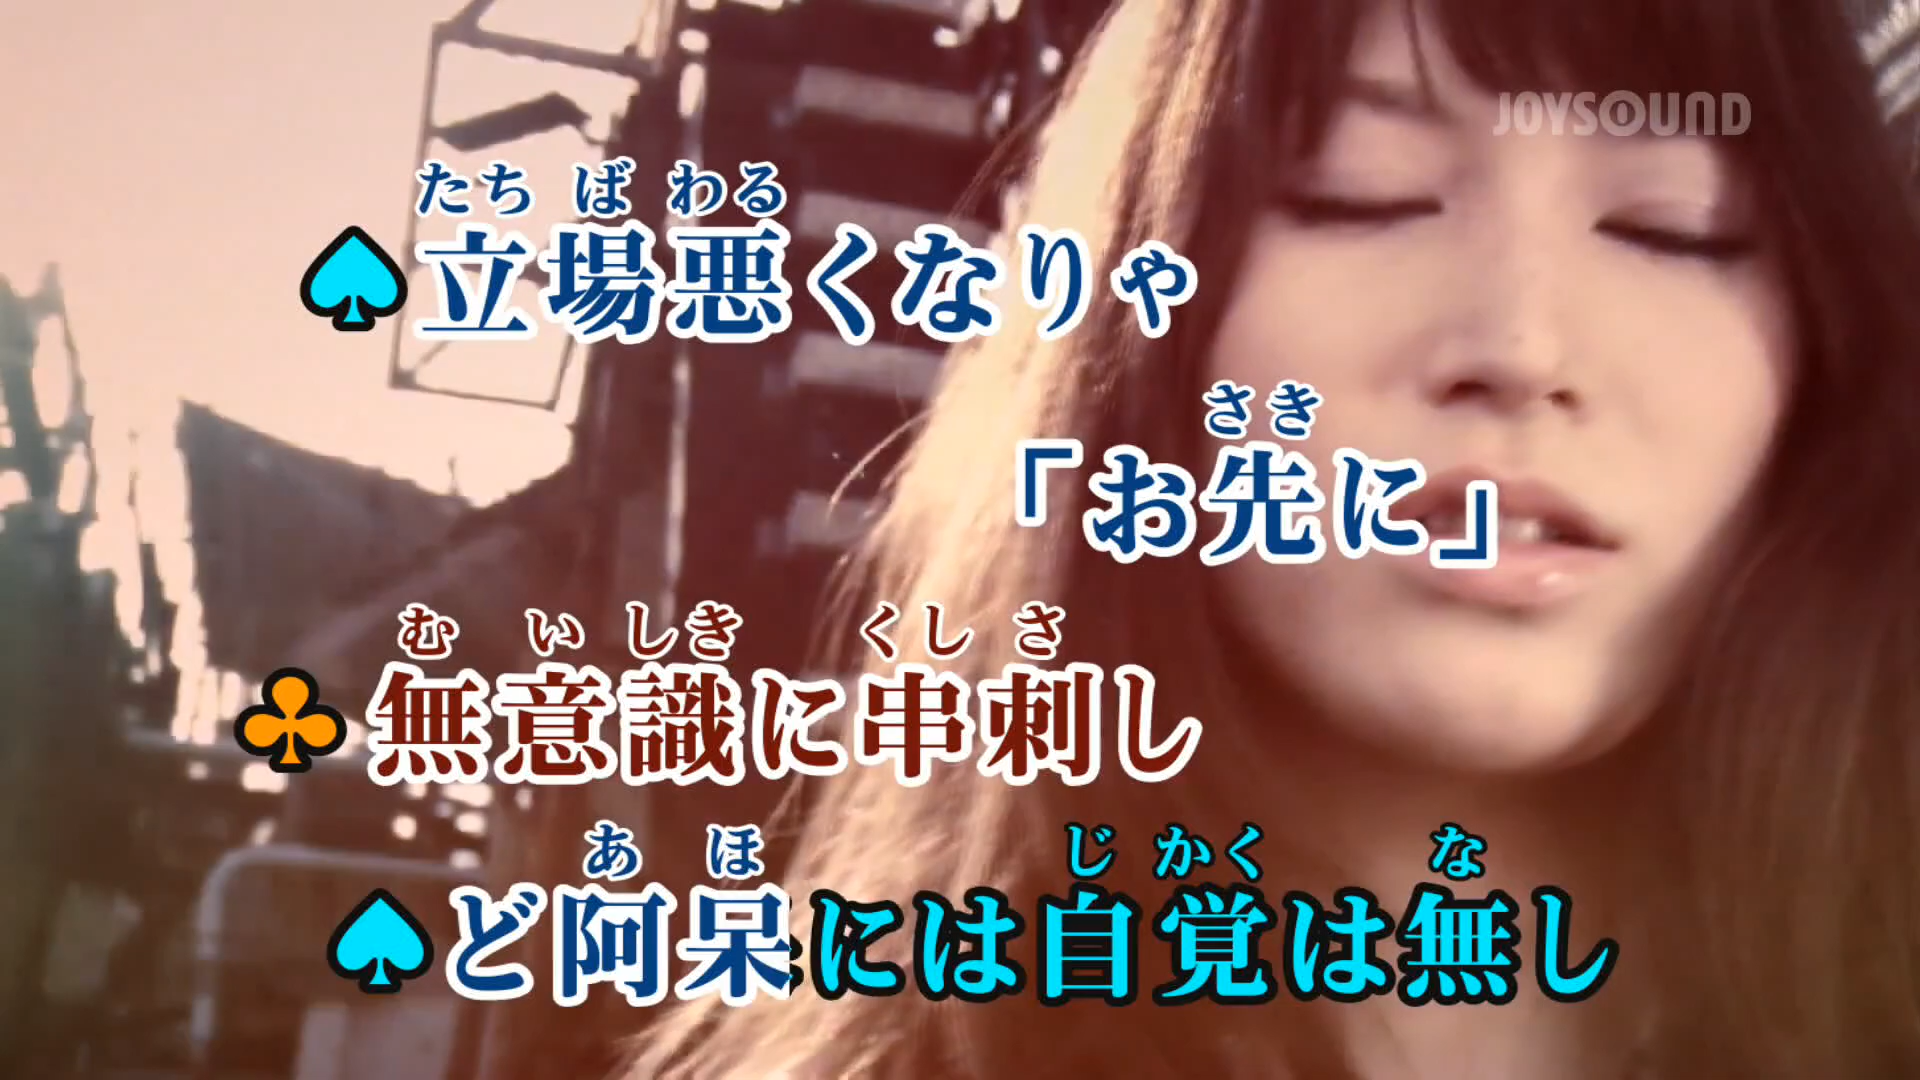 JOYSOUND
たちばわる
♠立場悪くなりゃ
さき
「お先に」
むいしきくしさ
♣無意識に串刺し
あほじかくな
♠ど阿呆には自覚は無し